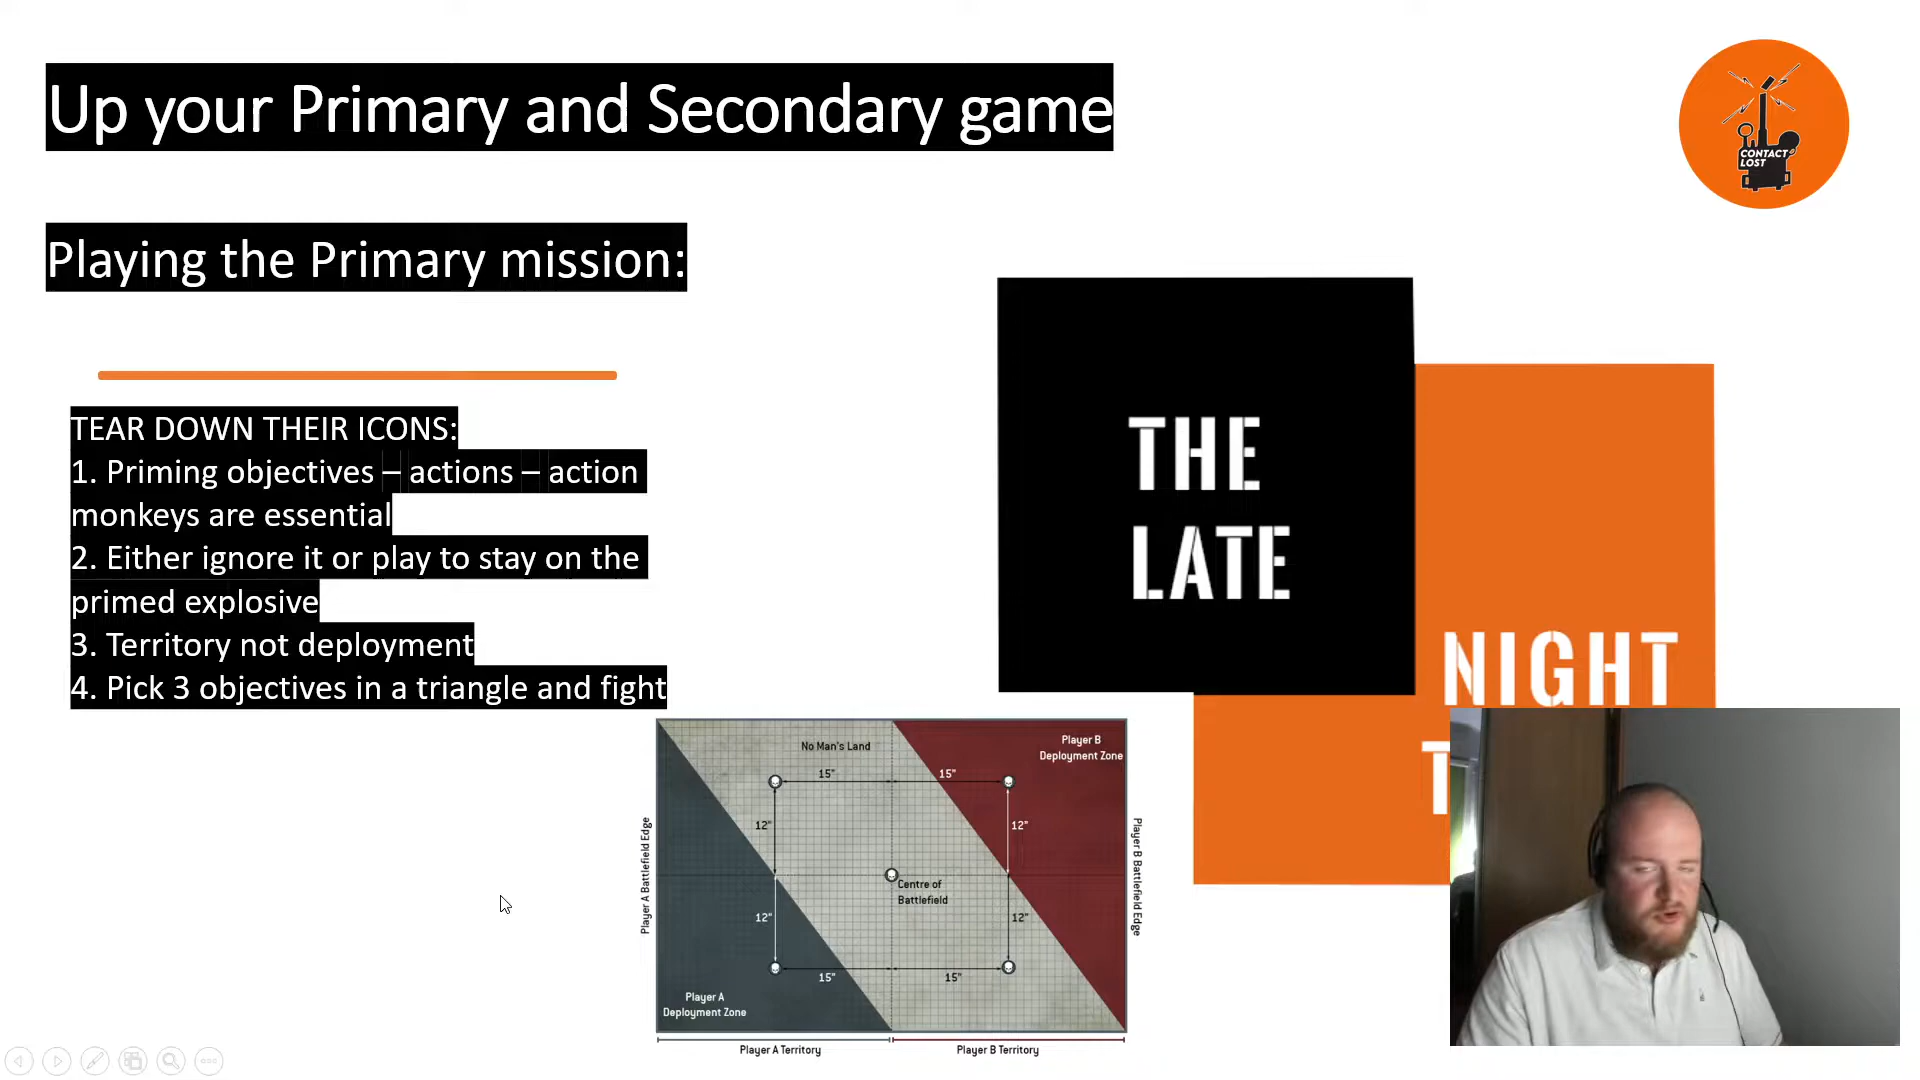 Up your Primary and Secondary game
CONTACT
LOST
Playing the Primary mission:
TEAR DOWN THEIR ICONS:
1. Priming objectives – actions – action
monkeys are essential
2. Either ignore it or play to stay on the
primed explosive
3. Territory not deployment
4. Pick 3 objectives in a triangle and fight
THE
LATE
NIGHT
T
No Man's Land
Player B
Deployment Zone
15"
15"
12"
12"
Centre of
Battlefield
12"
12"
15"
15"
Player A
Deployment Zone
Player A Battlefield Edge
Player B Battlefield Edge
Player A Territory
Player B Territory